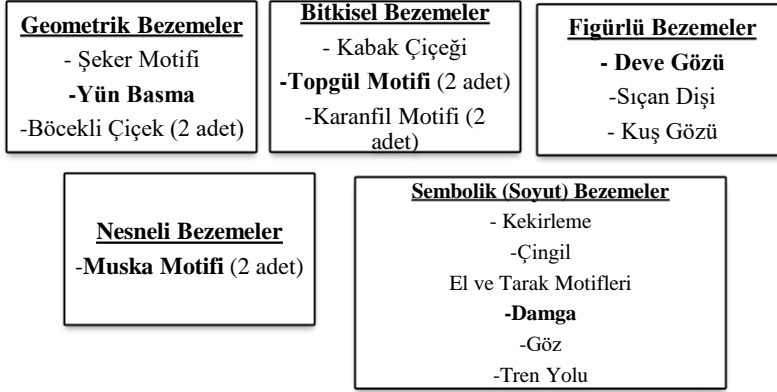 Geometrik Bezemeler
- Şeker Motifi
-Yün Basma
-Böcekli Çiçek (2 adet)
Bitkisel Bezemeler
- Kabak Çiçeği
-Topgül Motifi (2 adet)
-Karanfil Motifi (2
adet)
Figürlü Bezemeler
- Deve Gözü
-Sıçan Dişi
- Kuş Gözü
Nesneli Bezemeler
-Muska Motifi (2 adet)
Sembolik (Soyut) Bezemeler
- Kekirleme
-Çingil
El ve Tarak Motifleri
-Damga
-Göz
-Tren Yolu